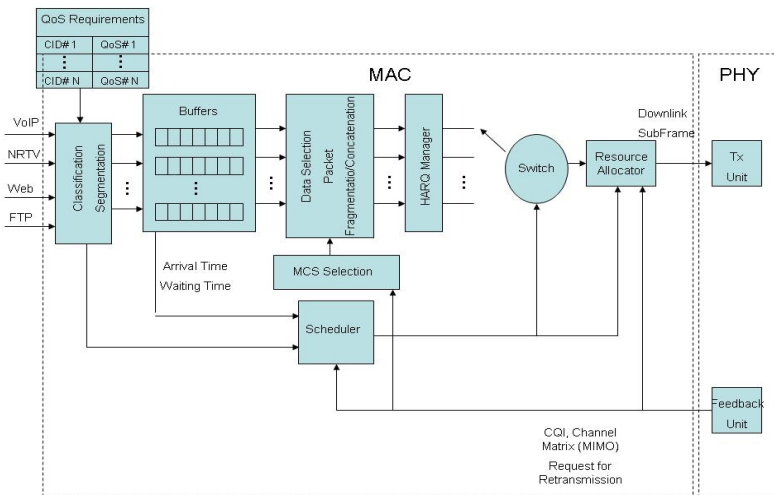 QoS Requirements
CID# 1 QoS# 1
CID# N QoS# N
MAC
PHY
VoIP
NRTV
Web
FTP
Classification
Segmentation
Buffers
Data Selection
Packet
Fragmentatio/Concatenation
HARQ Manager
Switch
Resource
Allocator
Downlink
SubFrame
Tx
Unit
Arrival Time
Waiting Time
MCS Selection
Scheduler
Feedback
Unit
CQI, Channel
Matrix (MIMO)
Request for
Retransmission